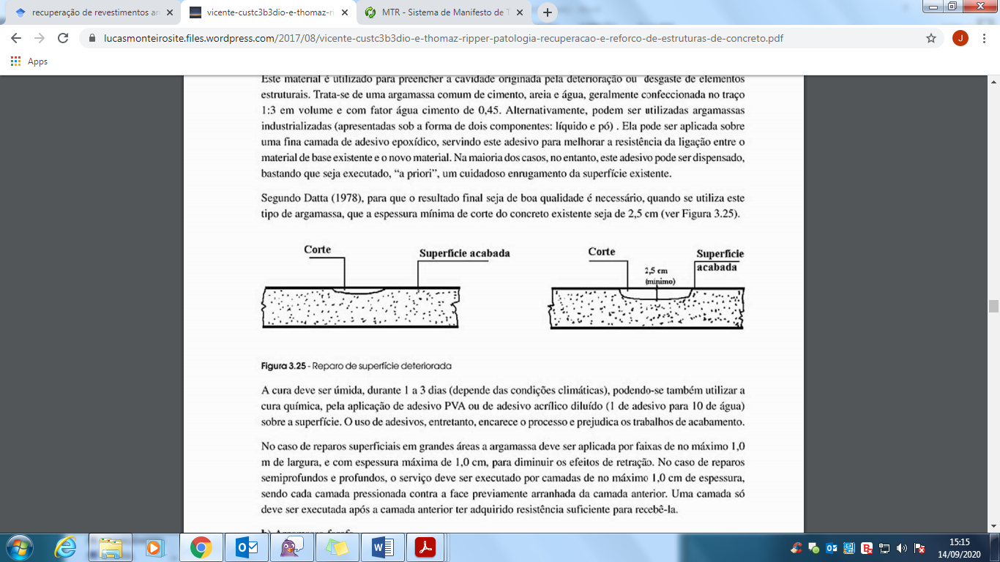 recuperação de revestimentos ar
vicente-custc3b3dio-e-thomaz-ri
MTR - Sistema de Manifesto de T
lucasmonteirosite.files.wordpress.com/2017/08/vicente-custc3b3dio-e-thomaz-ripper-patologia-recuperacao-e-reforco-de-estruturas-de-concreto.pdf
J
Apps
Este material é utilizado para preencher a cavidade originada pela deterioração ou desgaste de elementos
estruturais. Trata-se de uma argamassa comum de cimento, areia e água, geralmente confeccionada no traço
1:3 em volume e com fator água cimento de 0,45. Alternativamente, podem ser utilizadas argamassas
industrializadas (apresentadas sob a forma de dois componentes: líquido e pó) . Ela pode ser aplicada sobre
uma fina camada de adesivo epoxídico, servindo este adesivo para melhorar a resistência da ligação entre o
material de base existente e o novo material. Na maioria dos casos, no entanto, este adesivo pode ser dispensado,
bastando que seja executado, “a priori”, um cuidadoso enrugamento da superfície existente.
Segundo Datta (1978), para que o resultado final seja de boa qualidade é necessário, quando se utiliza este
tipo de argamassa, que a espessura mínima de corte do concreto existente seja de 2,5 cm (ver Figura 3.25).
Corte
Superfície acabada
Corte
2,5 cm
(mínimo)
Superfície
acabada
Figura 3.25 - Reparo de superfície deteriorada
A cura deve ser úmida, durante 1 a 3 dias (depende das condições climáticas), podendo-se também utilizar a
cura química, pela aplicação de adesivo PVA ou de adesivo acrílico diluído (1 de adesivo para 10 de água)
sobre a superfície. O uso de adesivos, entretanto, encarece o processo e prejudica os trabalhos de acabamento.
No caso de reparos superficiais em grandes áreas a argamassa deve ser aplicada por faixas de no máximo 1,0
m de largura, e com espessura máxima de 1,0 cm, para diminuir os efeitos de retração. No caso de reparos
semiprofundos e profundos, o serviço deve ser executado por camadas de no máximo 1,0 cm de espessura,
sendo cada camada pressionada contra a face previamente arranhada da camada anterior. Uma camada só
deve ser executada após a camada anterior ter adquirido resistência suficiente para recebê-la.
15:15
14/09/2020